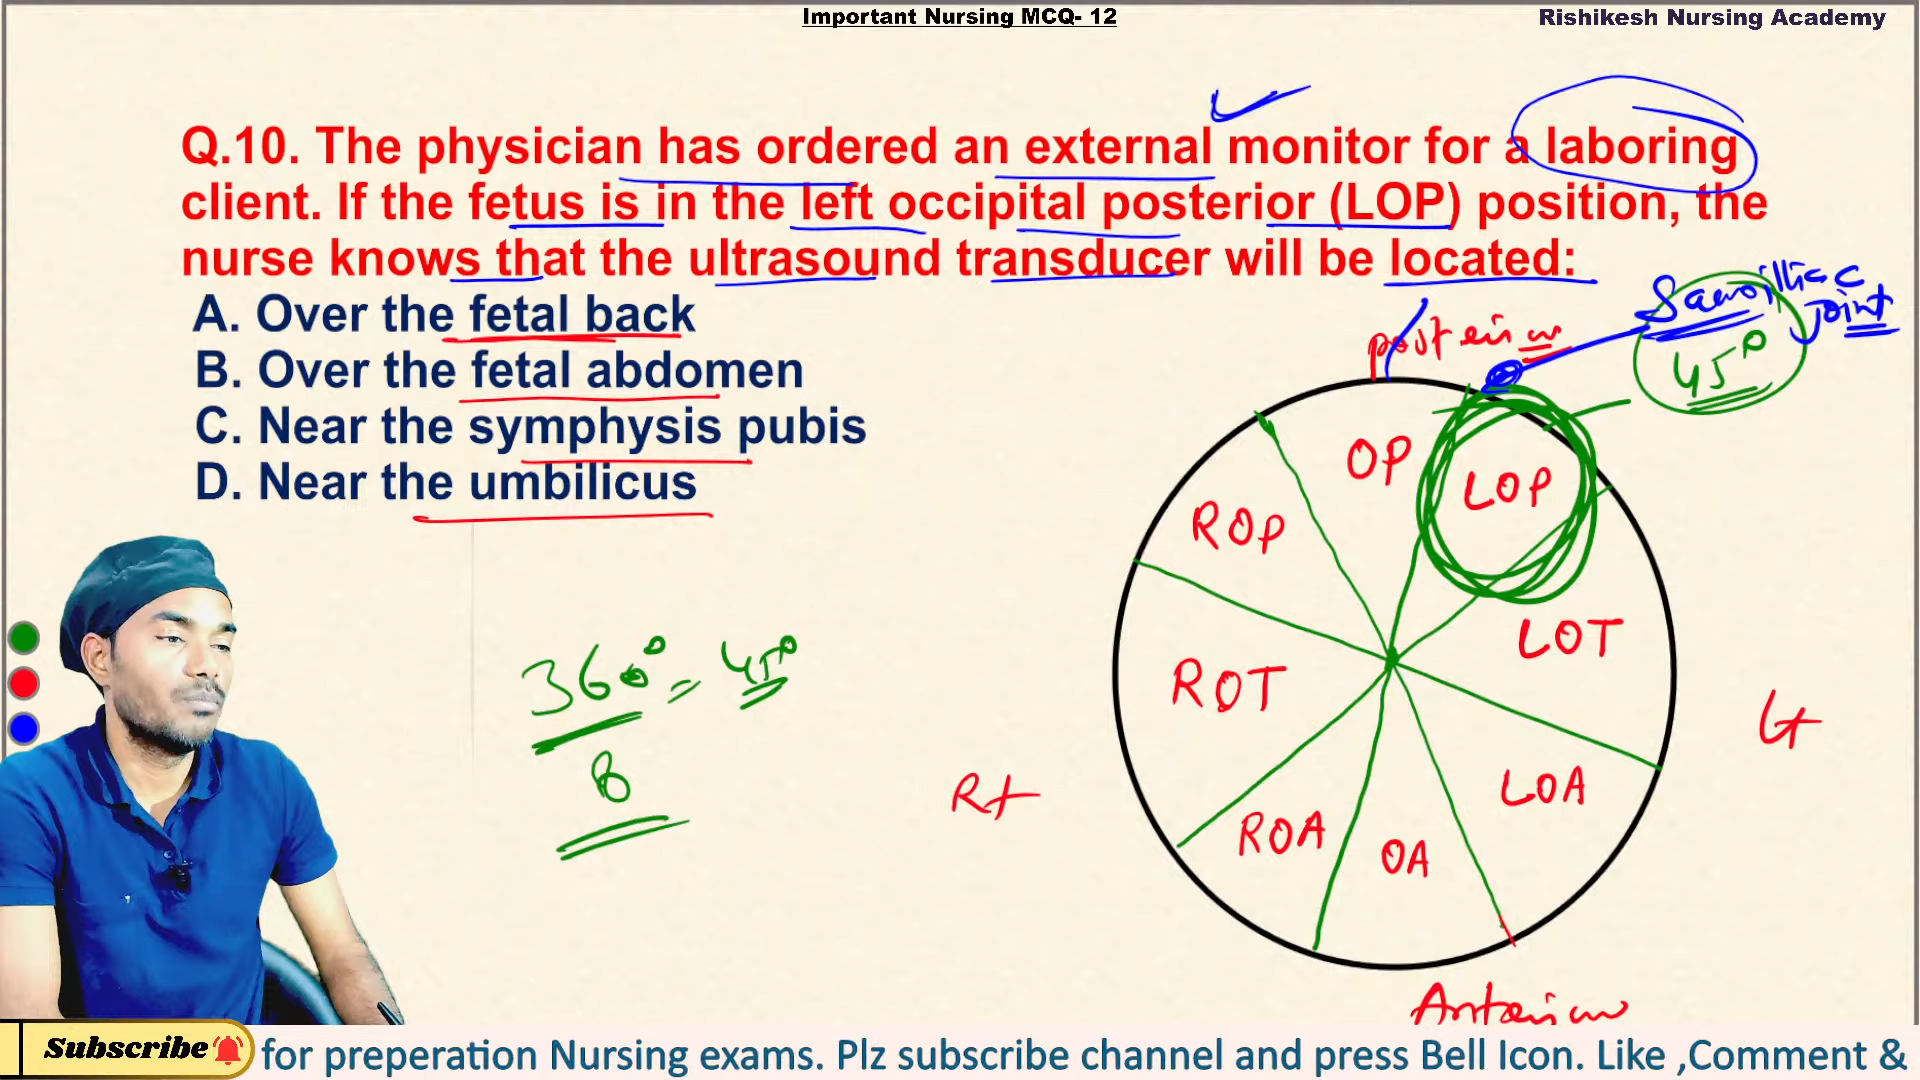 Important Nursing MCQ- 12
Rishikesh Nursing Academy
Q.10. The physician has ordered an external monitor for a laboring
client. If the fetus is in the left occipital posterior (LOP) position, the
nurse knows that the ultrasound transducer will be located:
A. Over the fetal back
B. Over the fetal abdomen
C. Near the symphysis pubis
D. Near the umbilicus
Joint
45°
OP
LOP
ROP
LOT
ROT
LOA
ROA
OA
Rt
Lt
360° = 45°
8
Subscribe
for preperation Nursing exams. Plz subscribe channel and press Bell Icon. Like ,Comment &